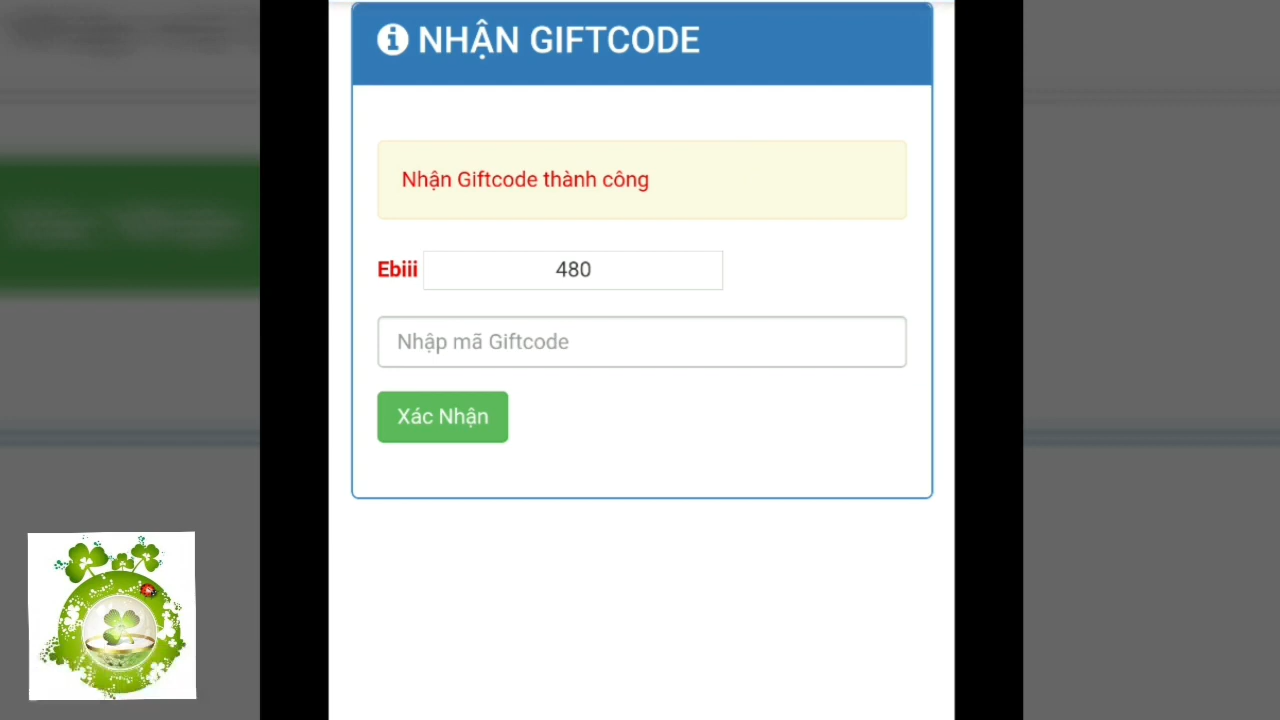 NHẬN GIFTCODE
Nhận Giftcode thành công
Ebiii 480
Nhập mã Giftcode
Xác Nhận